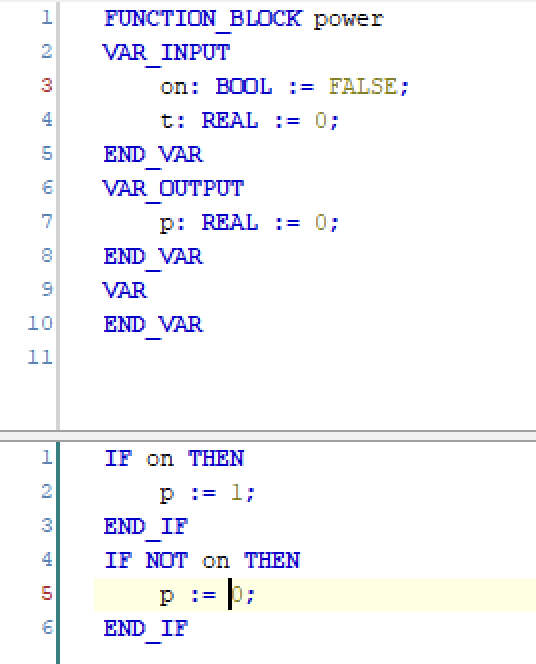 1 FUNCTION_BLOCK power
2 VAR_INPUT
3 on: BOOL := FALSE;
4 t: REAL := 0;
5 END_VAR
6 VAR_OUTPUT
7 p: REAL := 0;
8 END_VAR
9 VAR
10 END_VAR
11
1 IF on THEN
2 p := 1;
3 END_IF
4 IF NOT on THEN
5 p := 0;
6 END_IF